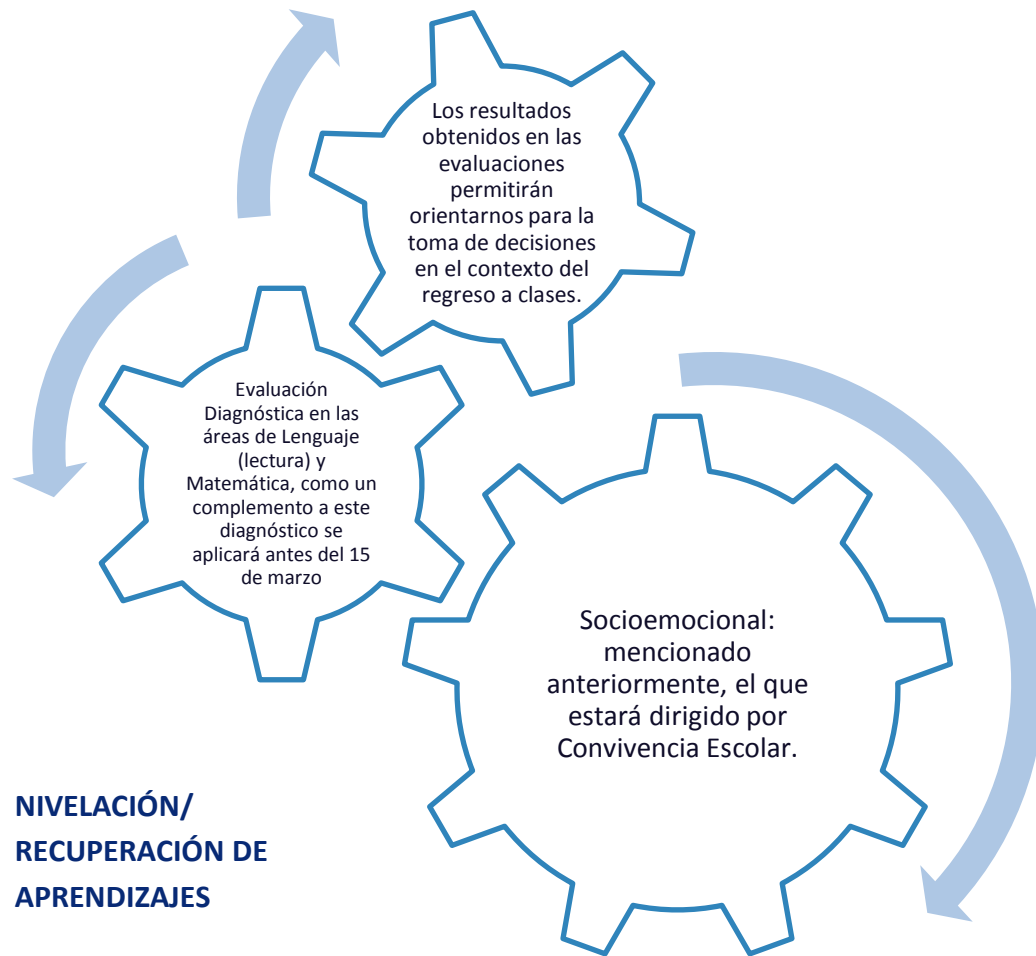 Los resultados
obtenidos en las
evaluaciones
permitirán
orientarnos para la
toma de decisiones
en el contexto del
regreso a clases.
Evaluación
Diagnóstica en las
áreas de Lenguaje
(lectura) y
Matemática, como un
complemento a este
diagnóstico se
aplicará antes del 15
de marzo
Socioemocional:
mencionado
anteriormente, el que
estará dirigido por
Convivencia Escolar.
NIVELACIÓN/
RECUPERACIÓN DE
APRENDIZAJES